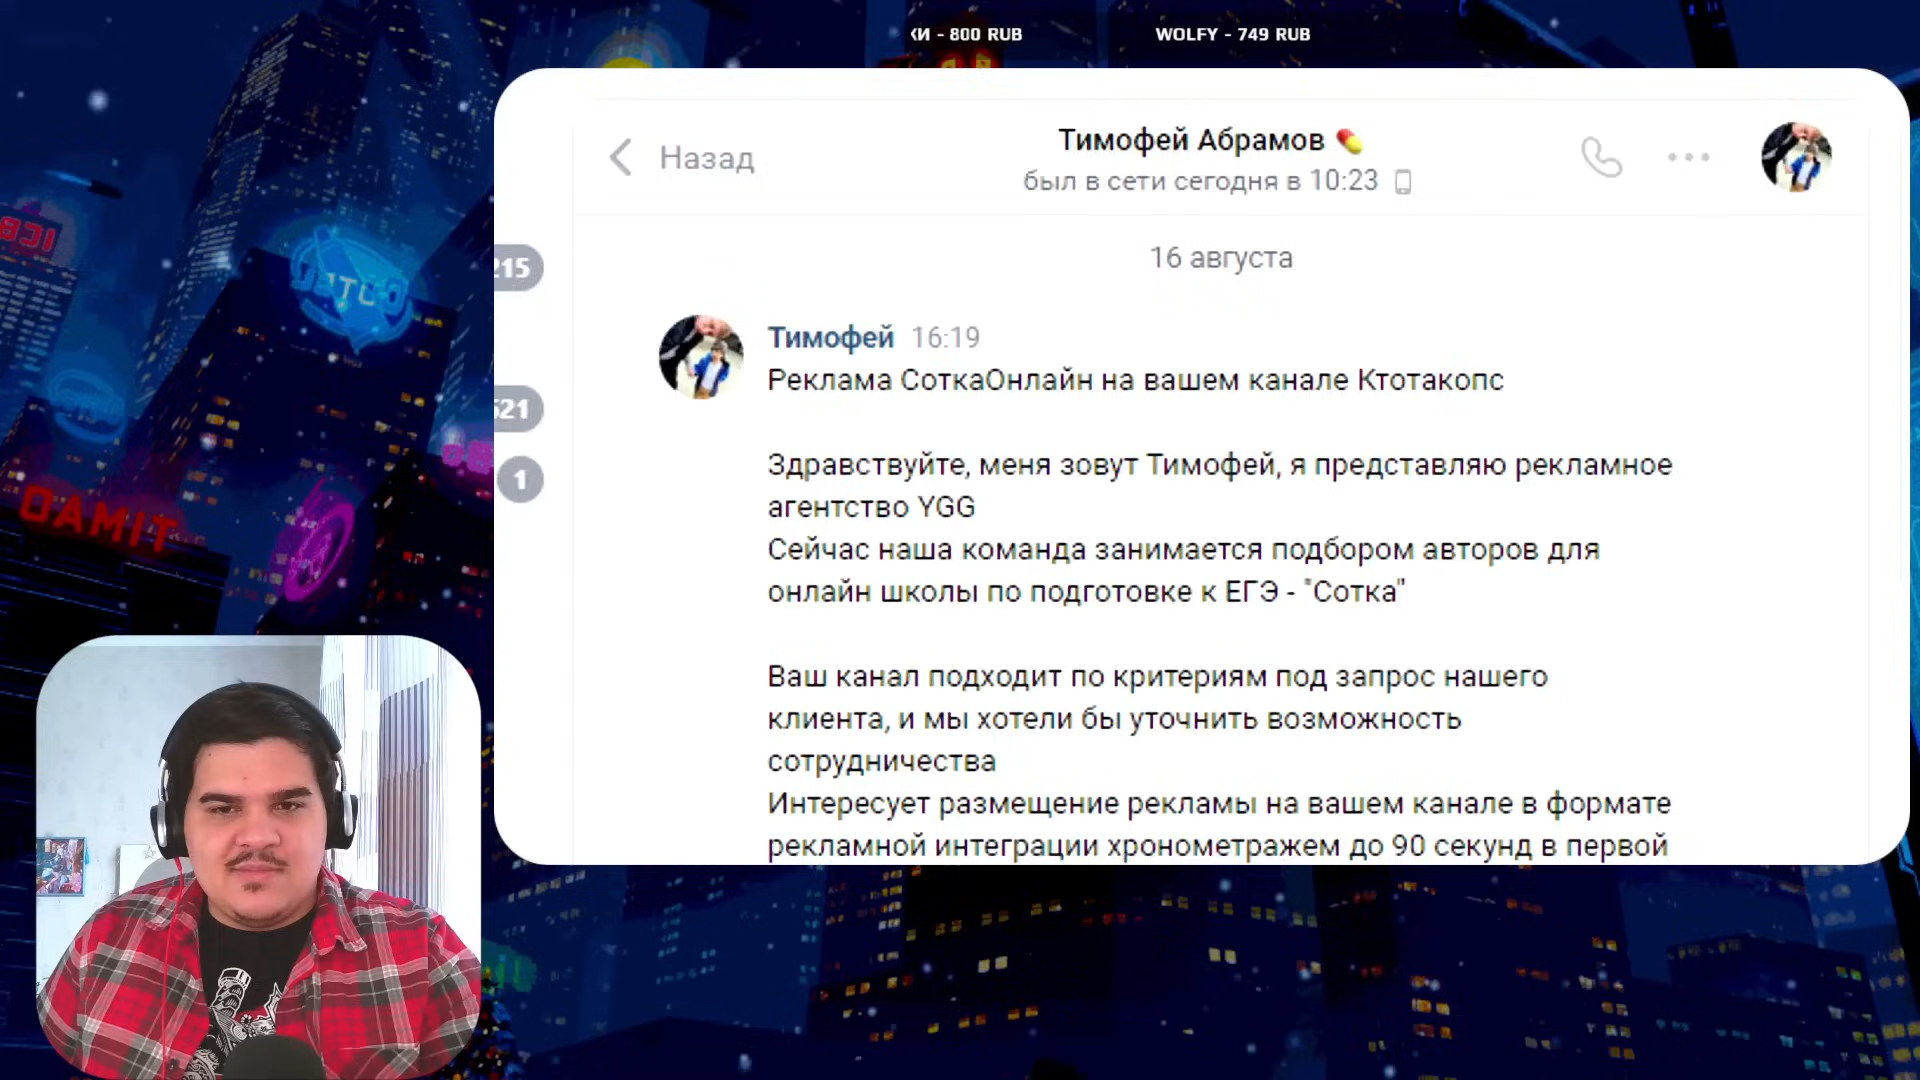 - 800 RUB
WOLFY - 749 RUB
Назад
Тимофей Абрамов
был в сети сегодня в 10:23
16 августа
215
521
1
Тимофей 16:19
Реклама СоткаОнлайн на вашем канале Ктотакопс
Здравствуйте, меня зовут Тимофей, я представляю рекламное
агентство YGG
Сейчас наша команда занимается подбором авторов для
онлайн школы по подготовке к ЕГЭ - "Сотка"
Ваш канал подходит по критериям под запрос нашего
клиента, и мы хотели бы уточнить возможность
сотрудничества
Интересует размещение рекламы на вашем канале в формате
рекламной интеграции хронометражем до 90 секунд в первой